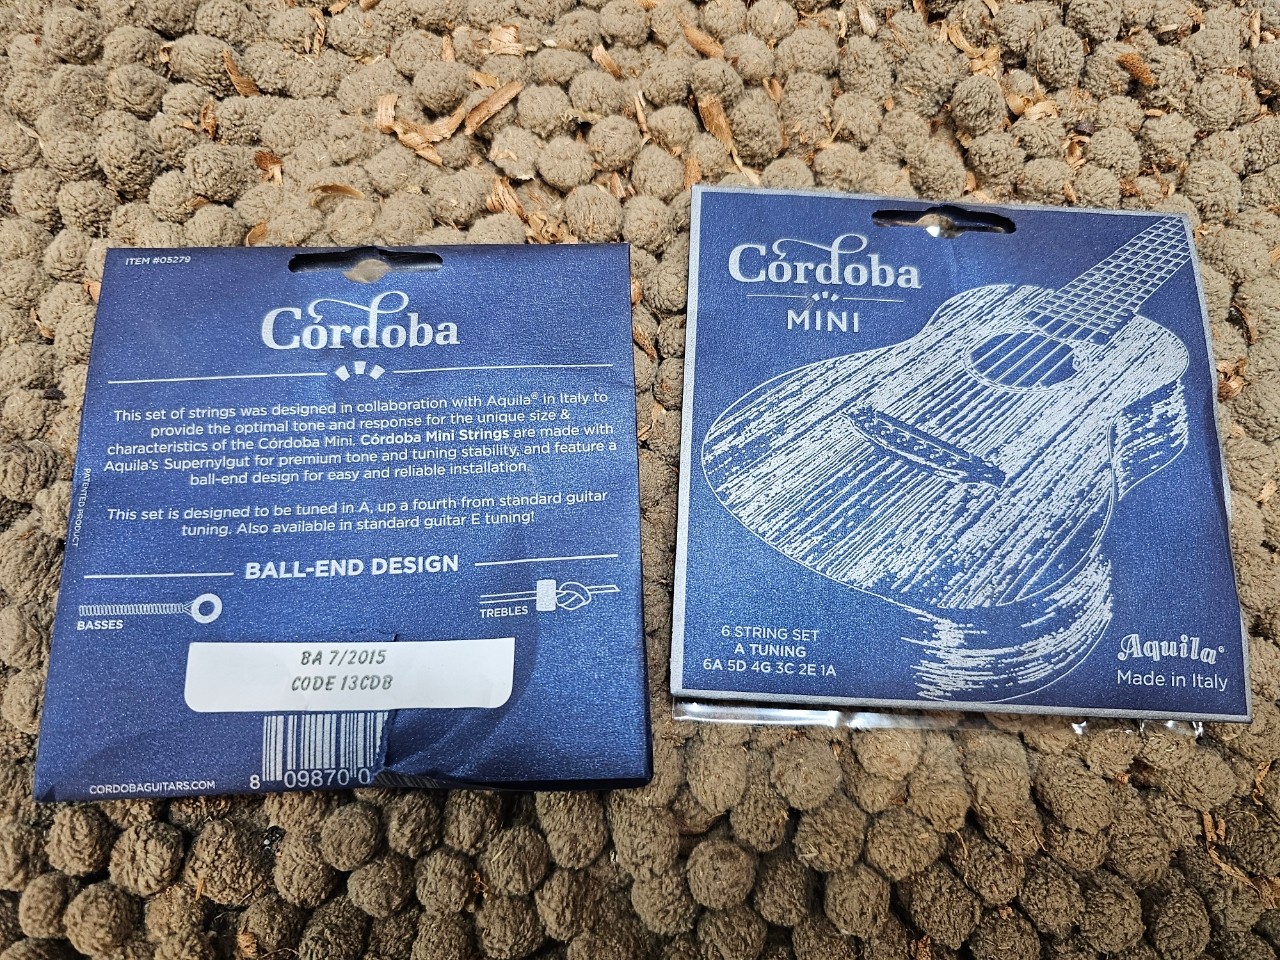 ITEM #05279
Córdoba
This set of strings was designed in collaboration with Aquila® in Italy to
provide the optimal tone and response for the unique size &
characteristics of the Córdoba Mini. Córdoba Mini Strings are made with
Aquila's Supernylgut for premium tone and tuning stability, and feature a
ball-end design for easy and reliable installation.
This set is designed to be tuned in A, up a fourth from standard guitar
tuning. Also available in standard guitar E tuning!
PATENTED PRODUCT
BALL-END DESIGN
BASSES
TREBLES
BA 7/2015
CODE 13CDB
8 09870 0
CORDOBAGUITARS.COM
Córdoba
MINI
6 STRING SET
A TUNING
6A 5D 4G 3C 2E 1A
Aquila®
Made in Italy